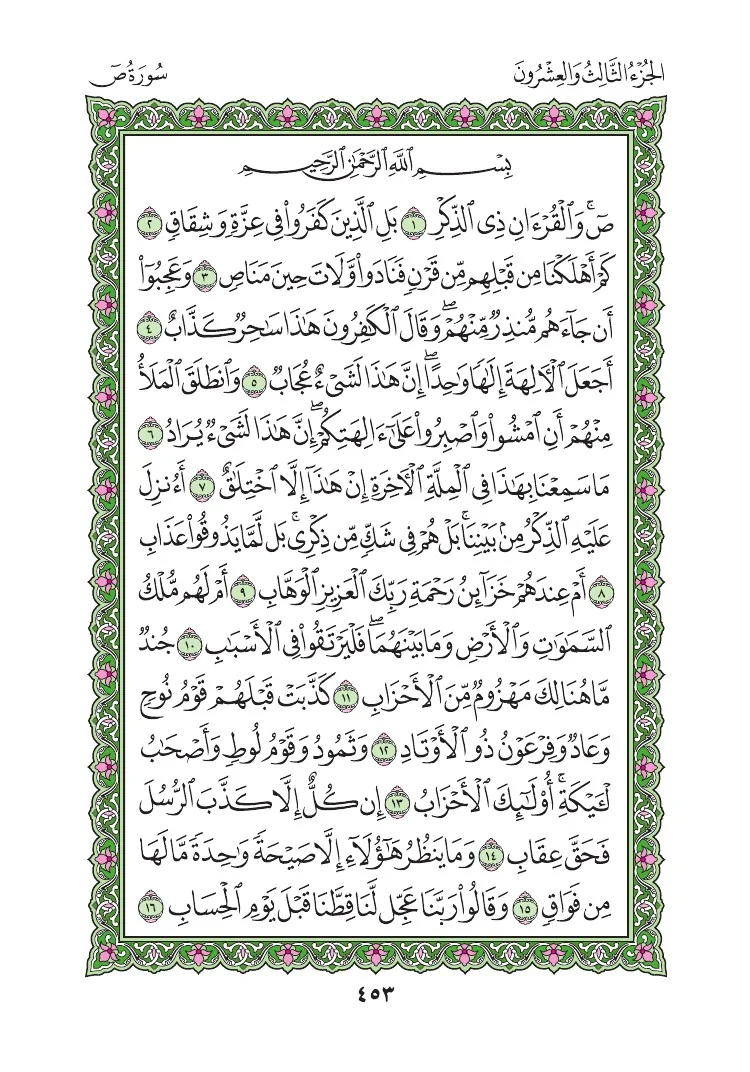 الجُزْءُ الثَّالِثُ وَالعِشْرُونَ
سُورَةُ صٓ
بِسْمِ ٱللَّهِ ٱلرَّحْمَٰنِ ٱلرَّحِيمِ
صٓۚ وَٱلْقُرْءَانِ ذِى ٱلذِّكْرِ ١ بَلِ ٱلَّذِينَ كَفَرُوا۟ فِى عِزَّةٍ وَشِقَاقٍ ٢
كَمْ أَهْلَكْنَا مِن قَبْلِهِم مِّن قَرْنٍ فَنَادَوا۟ وَّلَاتَ حِينَ مَنَاصٍ ٣ وَعَجِبُوٓا۟
أَن جَآءَهُم مُّنذِرٌ مِّنْهُمْۖ وَقَالَ ٱلْكَٰفِرُونَ هَٰذَا سَٰحِرٌ كَذَّابٌ ٤
أَجَعَلَ ٱلْءَالِهَةَ إِلَٰهًا وَٰحِدًاۖ إِنَّ هَٰذَا لَشَىْءٌ عُجَابٌ ٥ وَٱنطَلَقَ ٱلْمَلَأُ
مِنْهُمْ أَنِ ٱمْشُوا۟ وَٱصْبِرُوا۟ عَلَىٰٓ ءَالِهَتِكُمْۖ إِنَّ هَٰذَا لَشَىْءٌ يُرَادُ ٦
مَا سَمِعْنَا بِهَٰذَا فِى ٱلْمِلَّةِ ٱلْءَاخِرَةِ إِنْ هَٰذَآ إِلَّا ٱخْتِلَٰقٌ ٧ أَءُنزِلَ
عَلَيْهِ ٱلذِّكْرُ مِنۢ بَيْنِنَاۚ بَلْ هُمْ فِى شَكٍّ مِّن ذِكْرِىۚ بَل لَّمَّا يَذُوقُوا۟ عَذَابِ
٨ أَمْ عِندَهُمْ خَزَآئِنُ رَحْمَةِ رَبِّكَ ٱلْعَزِيزِ ٱلْوَهَّابِ ٩ أَمْ لَهُم مُّلْكُ
ٱلسَّمَٰوَٰتِ وَٱلْأَرْضِ وَمَا بَيْنَهُمَاۖ فَلْيَرْتَقُوا۟ فِى ٱلْأَسْبَٰبِ ١٠ جُندٌ
مَّا هُنَالِكَ مَهْزُومٌ مِّنَ ٱلْأَحْزَابِ ١١ كَذَّبَتْ قَبْلَهُمْ قَوْمُ نُوحٍ
وَعَادٌ وَفِرْعَوْنُ ذُو ٱلْأَوْتَادِ ١٢ وَثَمُودُ وَقَوْمُ لُوطٍ وَأَصْحَٰبُ
لْـَٔيْكَةِۚ أُو۟لَٰٓئِكَ ٱلْأَحْزَابُ ١٣ إِن كُلٌّ إِلَّا كَذَّبَ ٱلرُّسُلَ
فَحَقَّ عِقَابِ ١٤ وَمَا يَنظُرُ هَٰٓؤُلَآءِ إِلَّا صَيْحَةً وَٰحِدَةً مَّا لَهَا
مِن فَوَاقٍ ١٥ وَقَالُوا۟ رَبَّنَا عَجِّل لَّنَا قِطَّنَا قَبْلَ يَوْمِ ٱلْحِسَابِ ١٦
٤٥٣